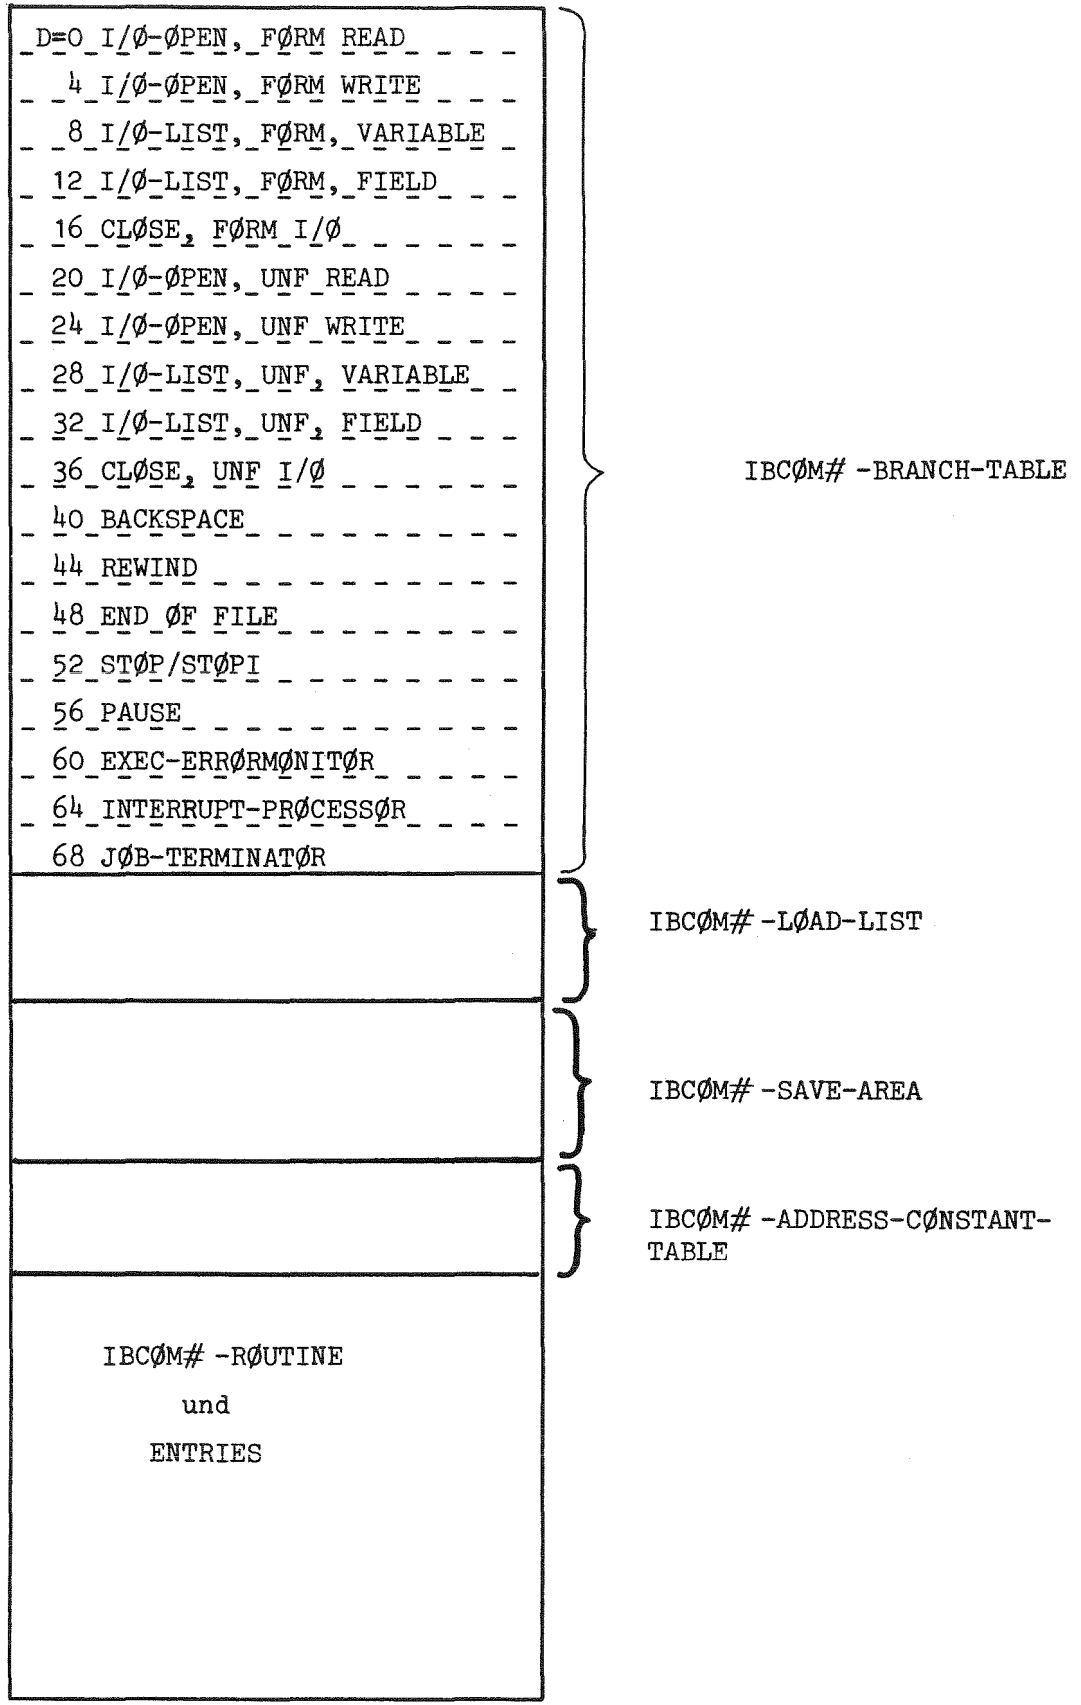 D=0 I/Ø-ØPEN, FØRM READ
4 I/Ø-ØPEN, FØRM WRITE
8 I/Ø-LIST, FØRM, VARIABLE
12 I/Ø-LIST, FØRM, FIELD
16 CLØSE, FØRM I/Ø
20 I/Ø-ØPEN, UNF READ
24 I/Ø-ØPEN, UNF WRITE
28 I/Ø-LIST, UNF, VARIABLE
32 I/Ø-LIST, UNF, FIELD
36 CLØSE, UNF I/Ø
IBCØM# -BRANCH-TABLE
40 BACKSPACE
44 REWIND
48 END ØF FILE
52 STØP/STØPI
56 PAUSE
60 EXEC-ERRØRMØNITØR
64 INTERRUPT-PRØCESSØR
68 JØB-TERMINATØR
IBCØM# -LØAD-LIST
IBCØM# -SAVE-AREA
IBCØM# -ADDRESS-CØNSTANT-
TABLE
IBCØM# -RØUTINE
und
ENTRIES